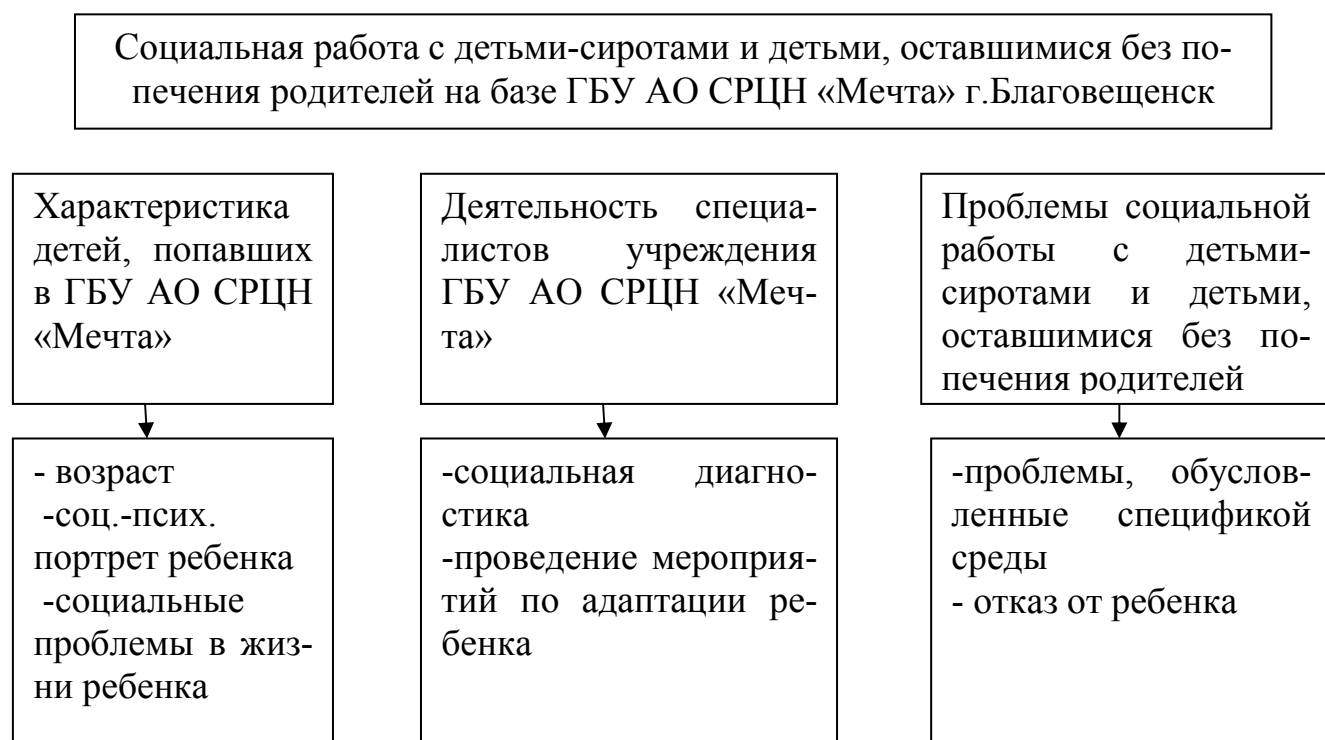 Социальная работа с детьми-сиротами и детьми, оставшимися без по-
печения родителей на базе ГБУ АО СРЦН «Мечта» г.Благовещенск
Характеристика
детей, попавших
в ГБУ АО СРЦН
«Мечта»
Деятельность специа-
листов учреждения
ГБУ АО СРЦН «Меч-
та»
Проблемы социальной
работы с детьми-
сиротами и детьми,
оставшимися без по-
печения родителей
- возраст
-соц.-псих.
портрет ребенка
-социальные
проблемы в жиз-
ни ребенка
-социальная диагно-
стика
-проведение мероприя-
тий по адаптации ре-
бенка
-проблемы, обуслов-
ленные спецификой
среды
- отказ от ребенка